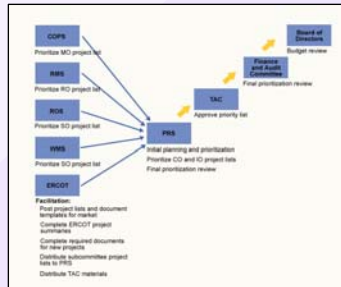 COPS
Prioritize MO project list
RMS
Prioritize RO project list
ROS
Prioritize SO project list
WMS
Prioritize SO project list
ERCOT
Facilitation:
Post project lists and document
templates for market
Complete ERCOT project
summaries
Complete required documents
for new projects
Distribute subcommittee project
lists to PRS
Distribute TAC materials
PRS
Initial planning and prioritization
Prioritize CO and IO project lists
Final prioritization review
TAC
Approve priority list
Finance
and Audit
Committee
Final prioritization review
Board of
Directors
Budget review